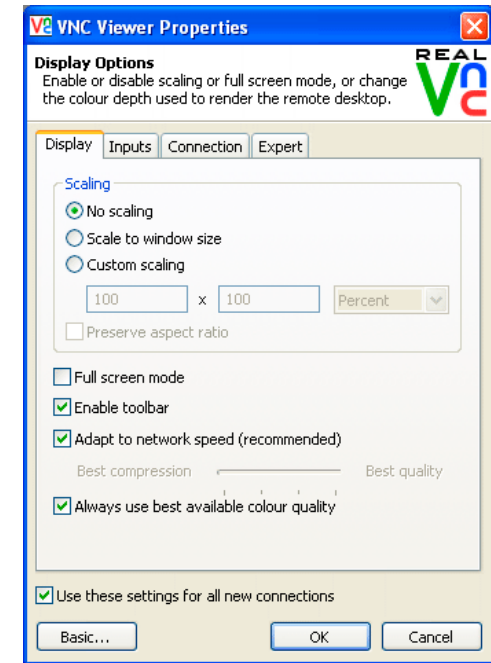 VNC Viewer Properties
Display Options
Enable or disable scaling or full screen mode, or change
the colour depth used to render the remote desktop.
REAL
VNC
Display Inputs Connection Expert
Scaling
No scaling
Scale to window size
Custom scaling
100 x 100 Percent
Preserve aspect ratio
Full screen mode
Enable toolbar
Adapt to network speed (recommended)
Best compression Best quality
Always use best available colour quality
Use these settings for all new connections
Basic... OK Cancel